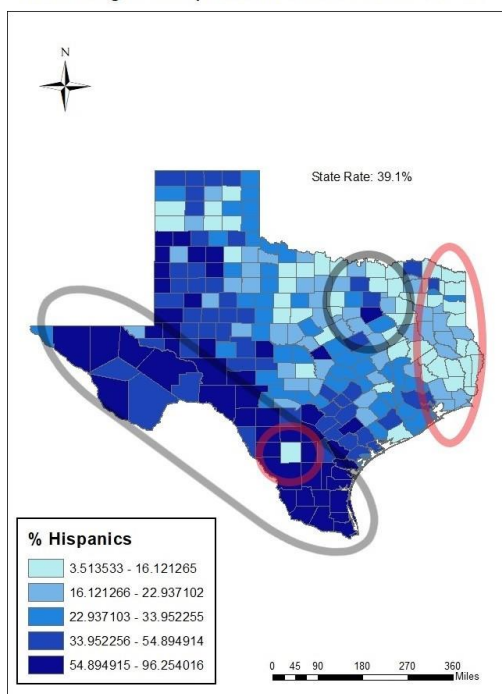 N
State Rate: 39.1%
% Hispanics
3.513533 - 16.121265
16.121266 - 22.937102
22.937103 - 33.952255
33.952256 - 54.894914
54.894915 - 96.254016
0 45 90 180 270 360
Miles